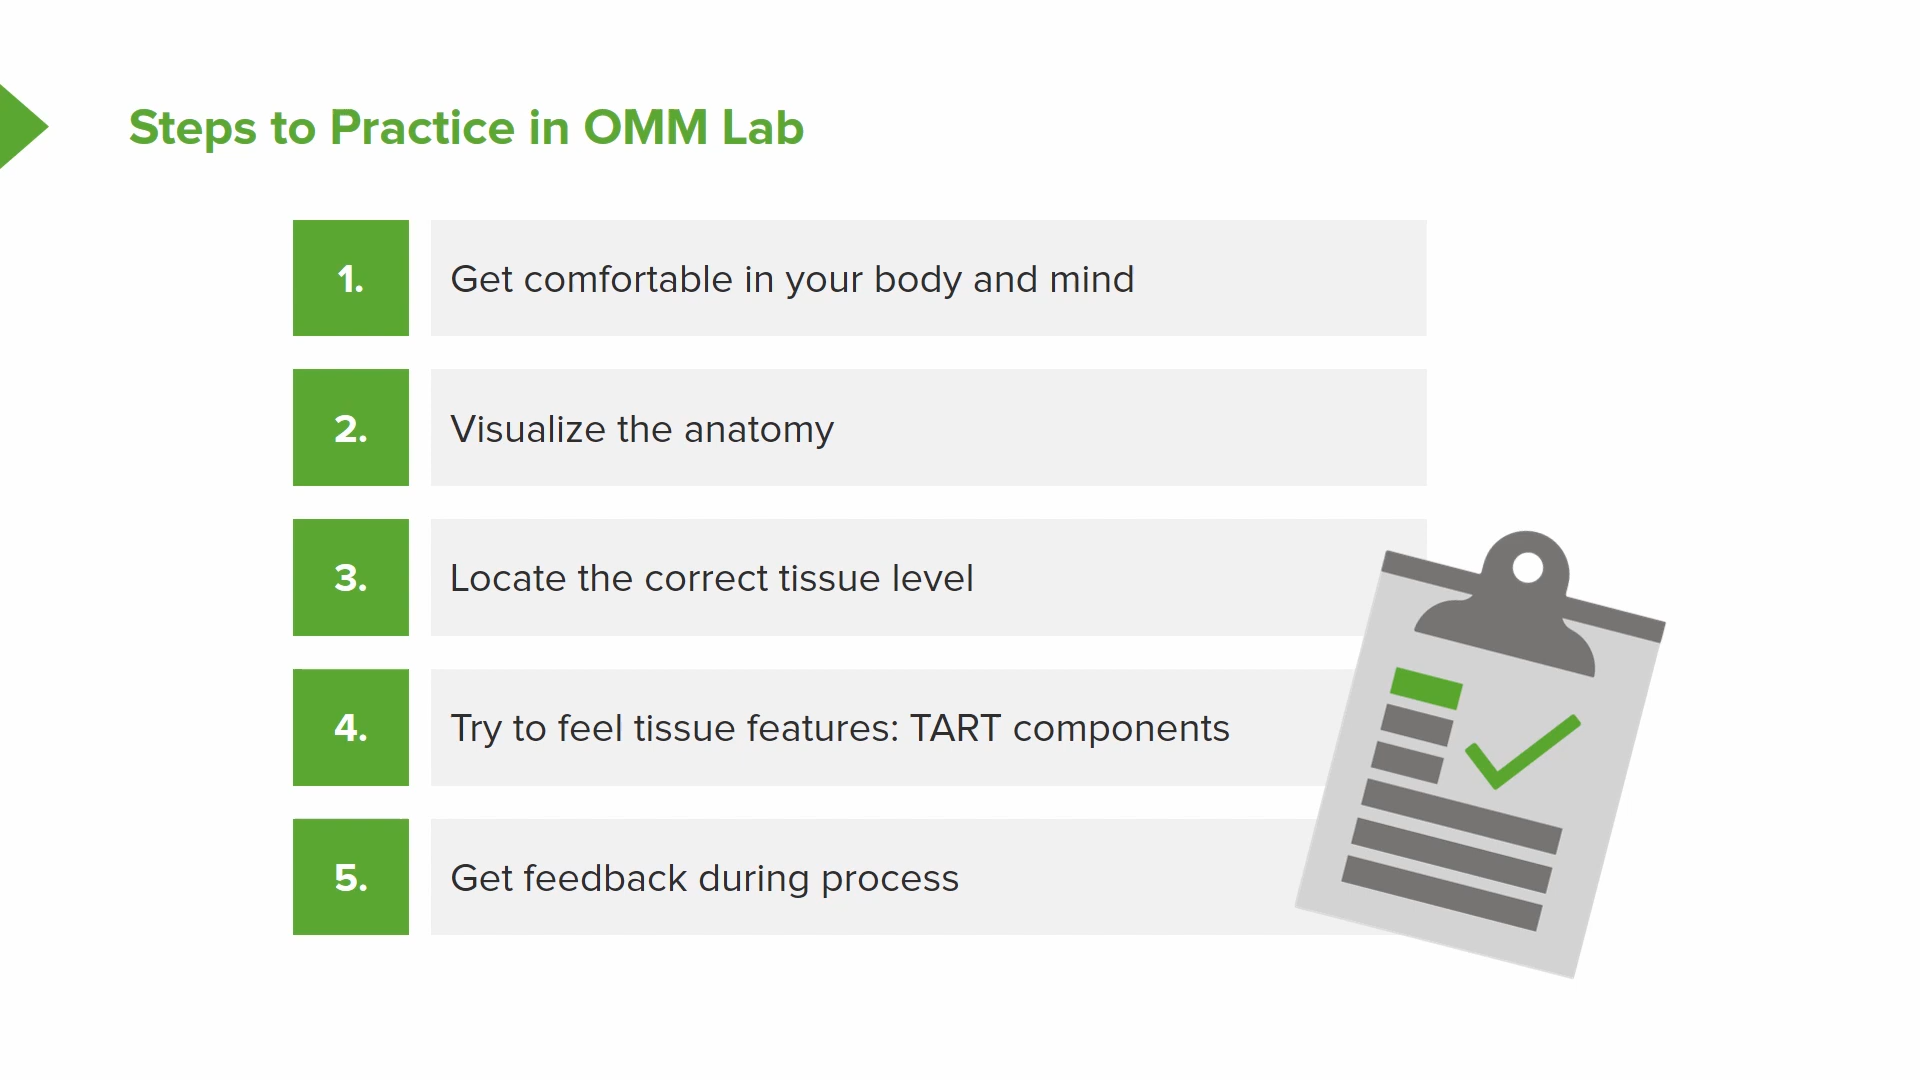 Steps to Practice in OMM Lab
1. Get comfortable in your body and mind
2. Visualize the anatomy
3. Locate the correct tissue level
4. Try to feel tissue features: TART components
5. Get feedback during process